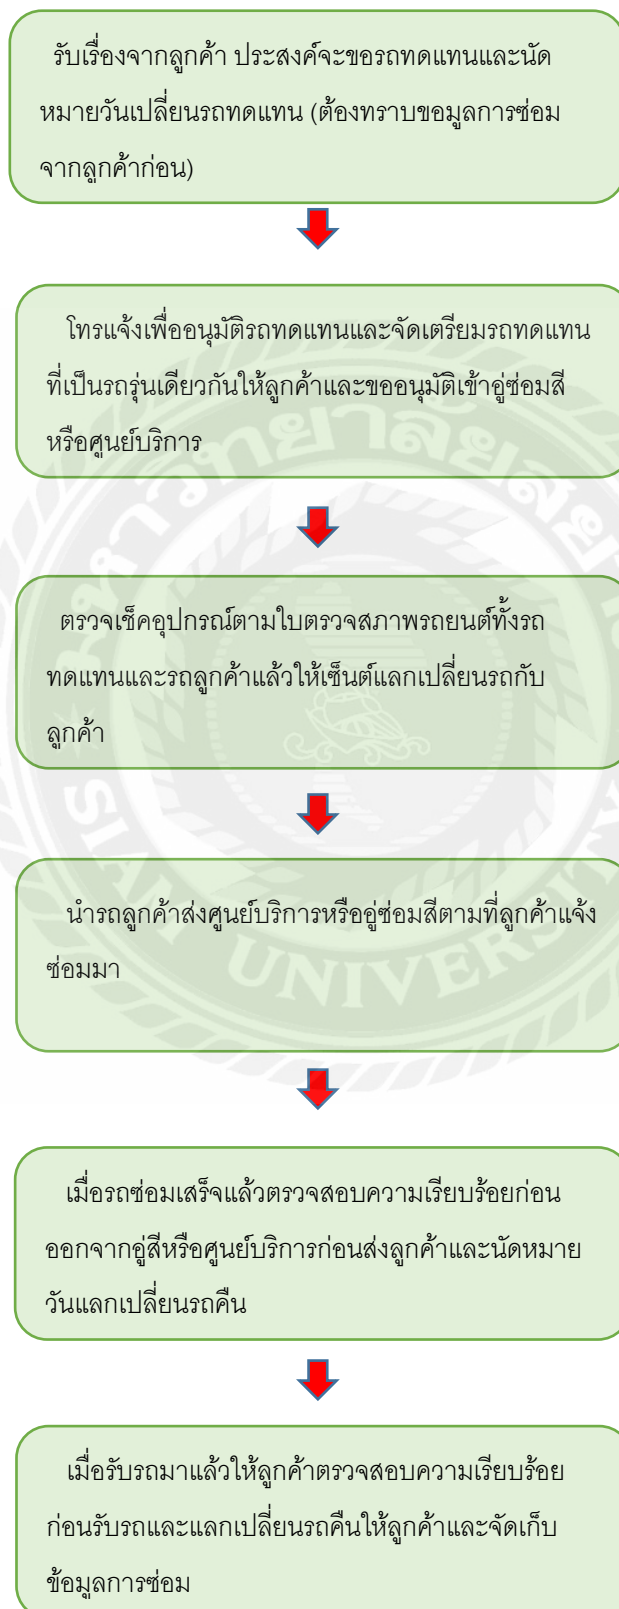 รับเรื่องจากลูกค้า ประสงค์จะขอรถทดแทนและนัด
หมายวันเปลี่ยนรถทดแทน (ต้องทราบขอมูลการซ่อม
จากลูกค้าก่อน)
โทรแจ้งเพื่ออนุมัติรถทดแทนและจัดเตรียมรถทดแทน
ที่เป็นรถรุ่นเดียวกันให้ลูกค้าและขออนุมัติเข้าอู่ซ่อมสี
หรือศูนย์บริการ
ตรวจเช็คอุปกรณ์ตามใบตรวจสภาพรถยนต์ทั้งรถ
ทดแทนและรถลูกค้าแล้วให้เซ็นต์แลกเปลี่ยนรถกับ
ลูกค้า
นำรถลูกค้าส่งศูนย์บริการหรืออู่ซ่อมสีตามที่ลูกค้าแจ้ง
ซ่อมมา
เมื่อรถซ่อมเสร็จแล้วตรวจสอบความเรียบร้อยก่อน
ออกจากอู่สีหรือศูนย์บริการก่อนส่งลูกค้าและนัดหมาย
วันแลกเปลี่ยนรถคืน
เมื่อรับรถมาแล้วให้ลูกค้าตรวจสอบความเรียบร้อย
ก่อนรับรถและแลกเปลี่ยนรถคืนให้ลูกค้าและจัดเก็บ
ข้อมูลการซ่อม
มหาวิทยาลัยสยาม
SIAM UNIVERSITY